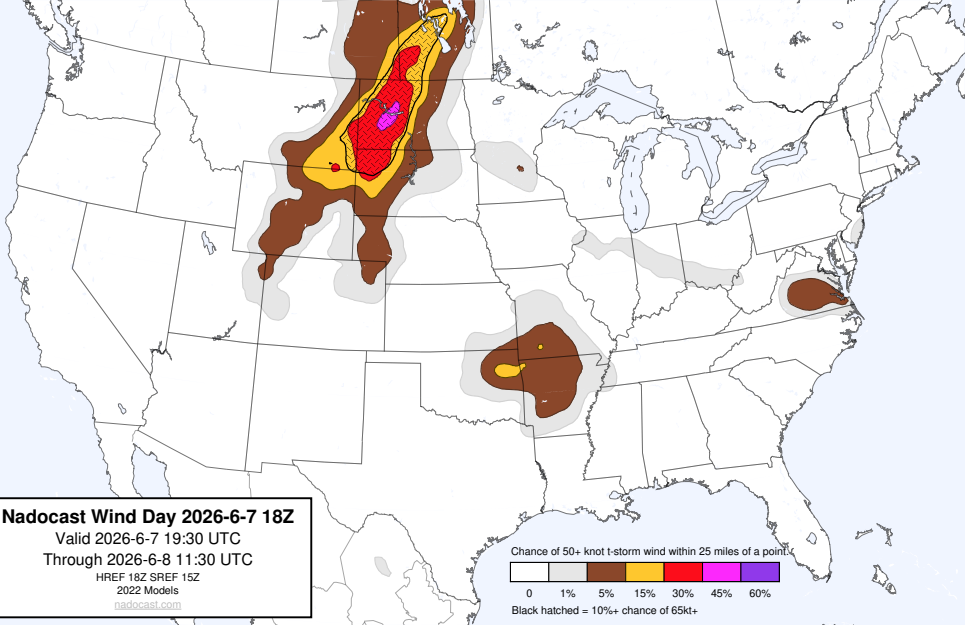 Nadocast Wind Day 2026-6-7 18Z
Valid 2026-6-7 19:30 UTC
Through 2026-6-8 11:30 UTC
HREF 18Z SREF 15Z
2022 Models
nadocast.com
Chance of 50+ knot t-storm wind within 25 miles of a point.
0 1% 5% 15% 30% 45% 60%
Black hatched = 10%+ chance of 65kt+